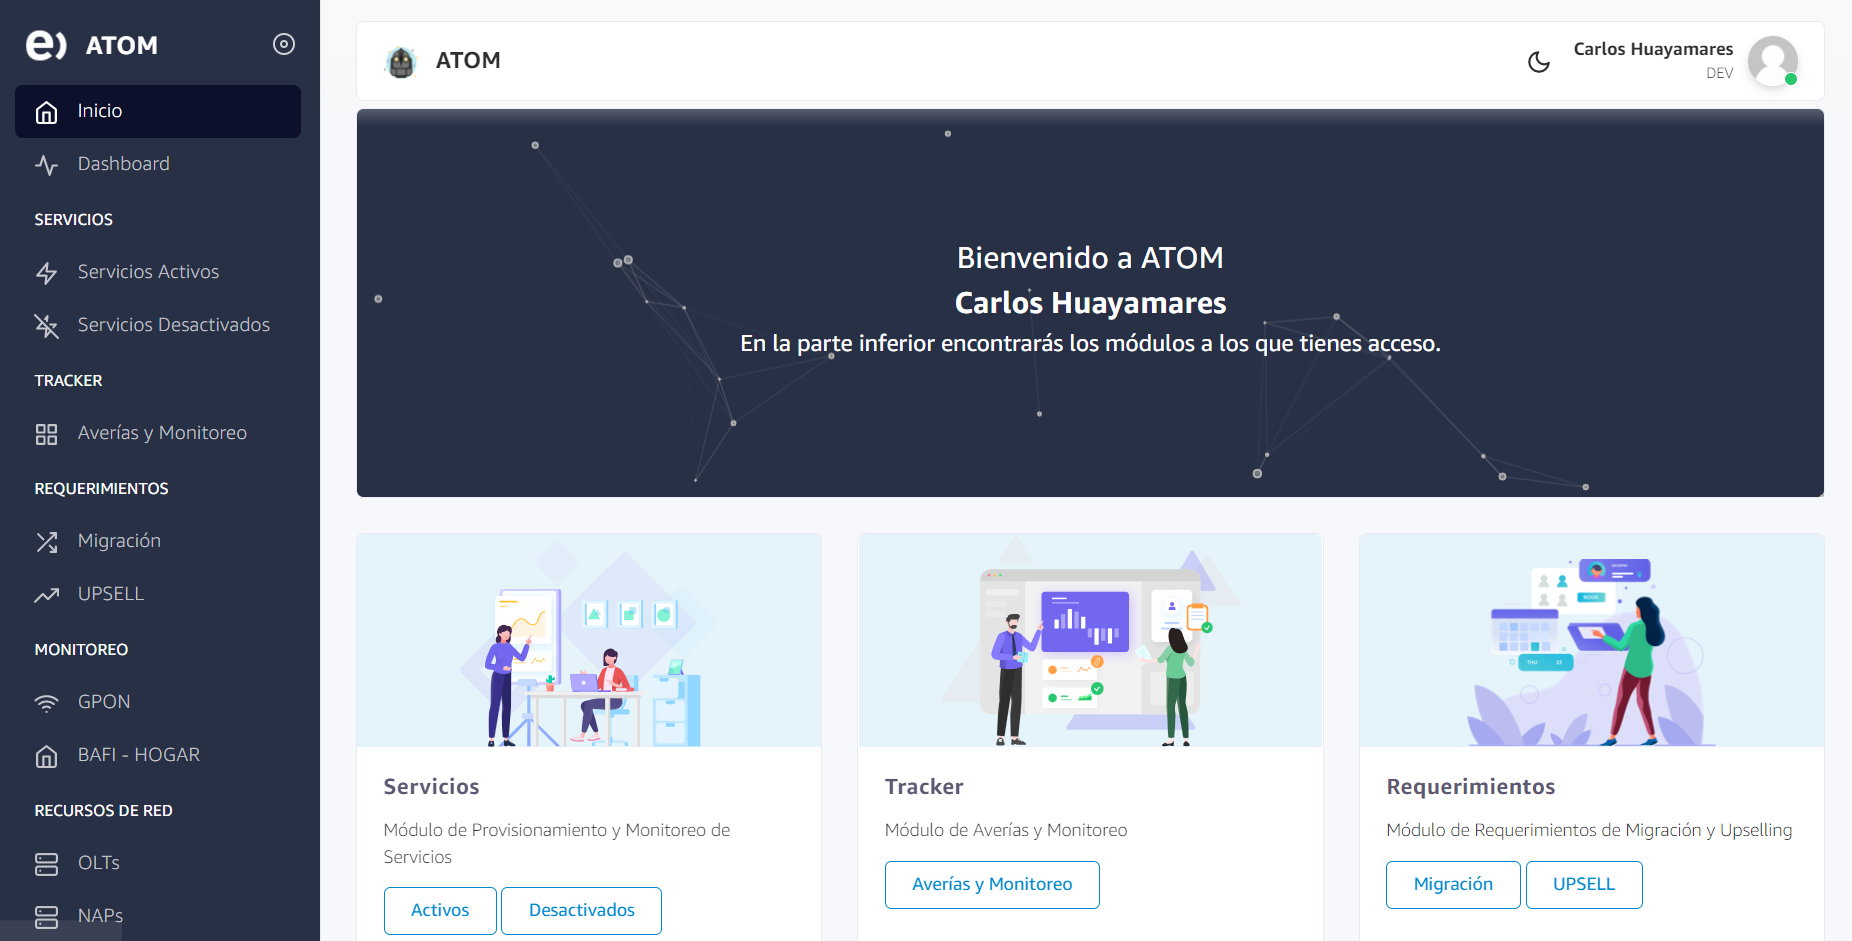 ATOM
Inicio
Dashboard
SERVICIOS
Servicios Activos
Servicios Desactivados
TRACKER
Averías y Monitoreo
REQUERIMIENTOS
Migración
UPSELL
MONITOREO
GPON
BAFI - HOGAR
RECURSOS DE RED
OLTs
NAPs
ATOM
Carlos Huayamares
DEV
Bienvenido a ATOM
Carlos Huayamares
En la parte inferior encontrarás los módulos a los que tienes acceso.
Servicios
Módulo de Provisionamiento y Monitoreo de
Servicios
Activos
Desactivados
Tracker
Módulo de Averías y Monitoreo
Averías y Monitoreo
THU 23
Requerimientos
Módulo de Requerimientos de Migración y Upselling
Migración
UPSELL